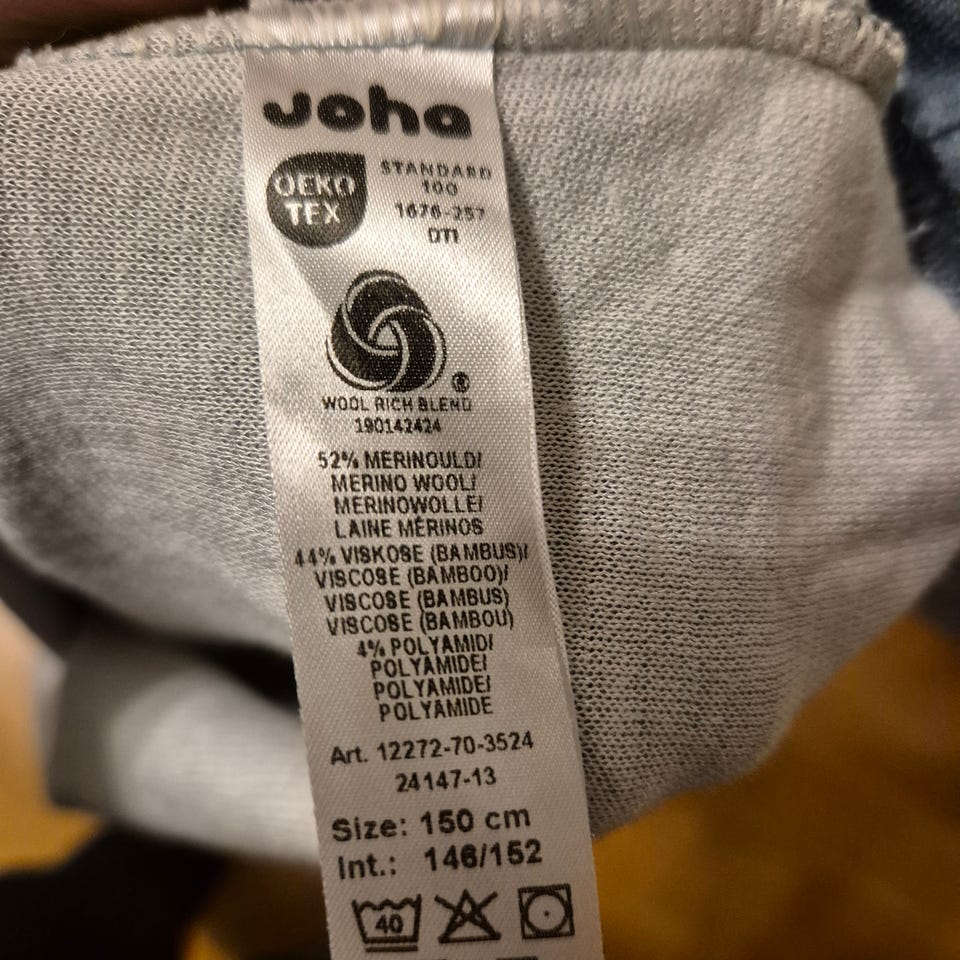 Joha
OEKO
TEX
STANDARD
100
1676-257
DTI
®
WOOL RICH BLEND
190142424
52% MERINOULD/
MERINO WOOL/
MERINOWOLLE/
LAINE MÉRINOS
44% VISKOSE (BAMBUS)/
VISCOSE (BAMBOO)/
VISCOSE (BAMBUS)
VISCOSE (BAMBOU)
4% POLYAMID/
POLYAMIDE/
POLYAMIDE/
POLYAMIDE
Art. 12272-70-3524
24147-13
Size: 150 cm
Int.: 146/152
40